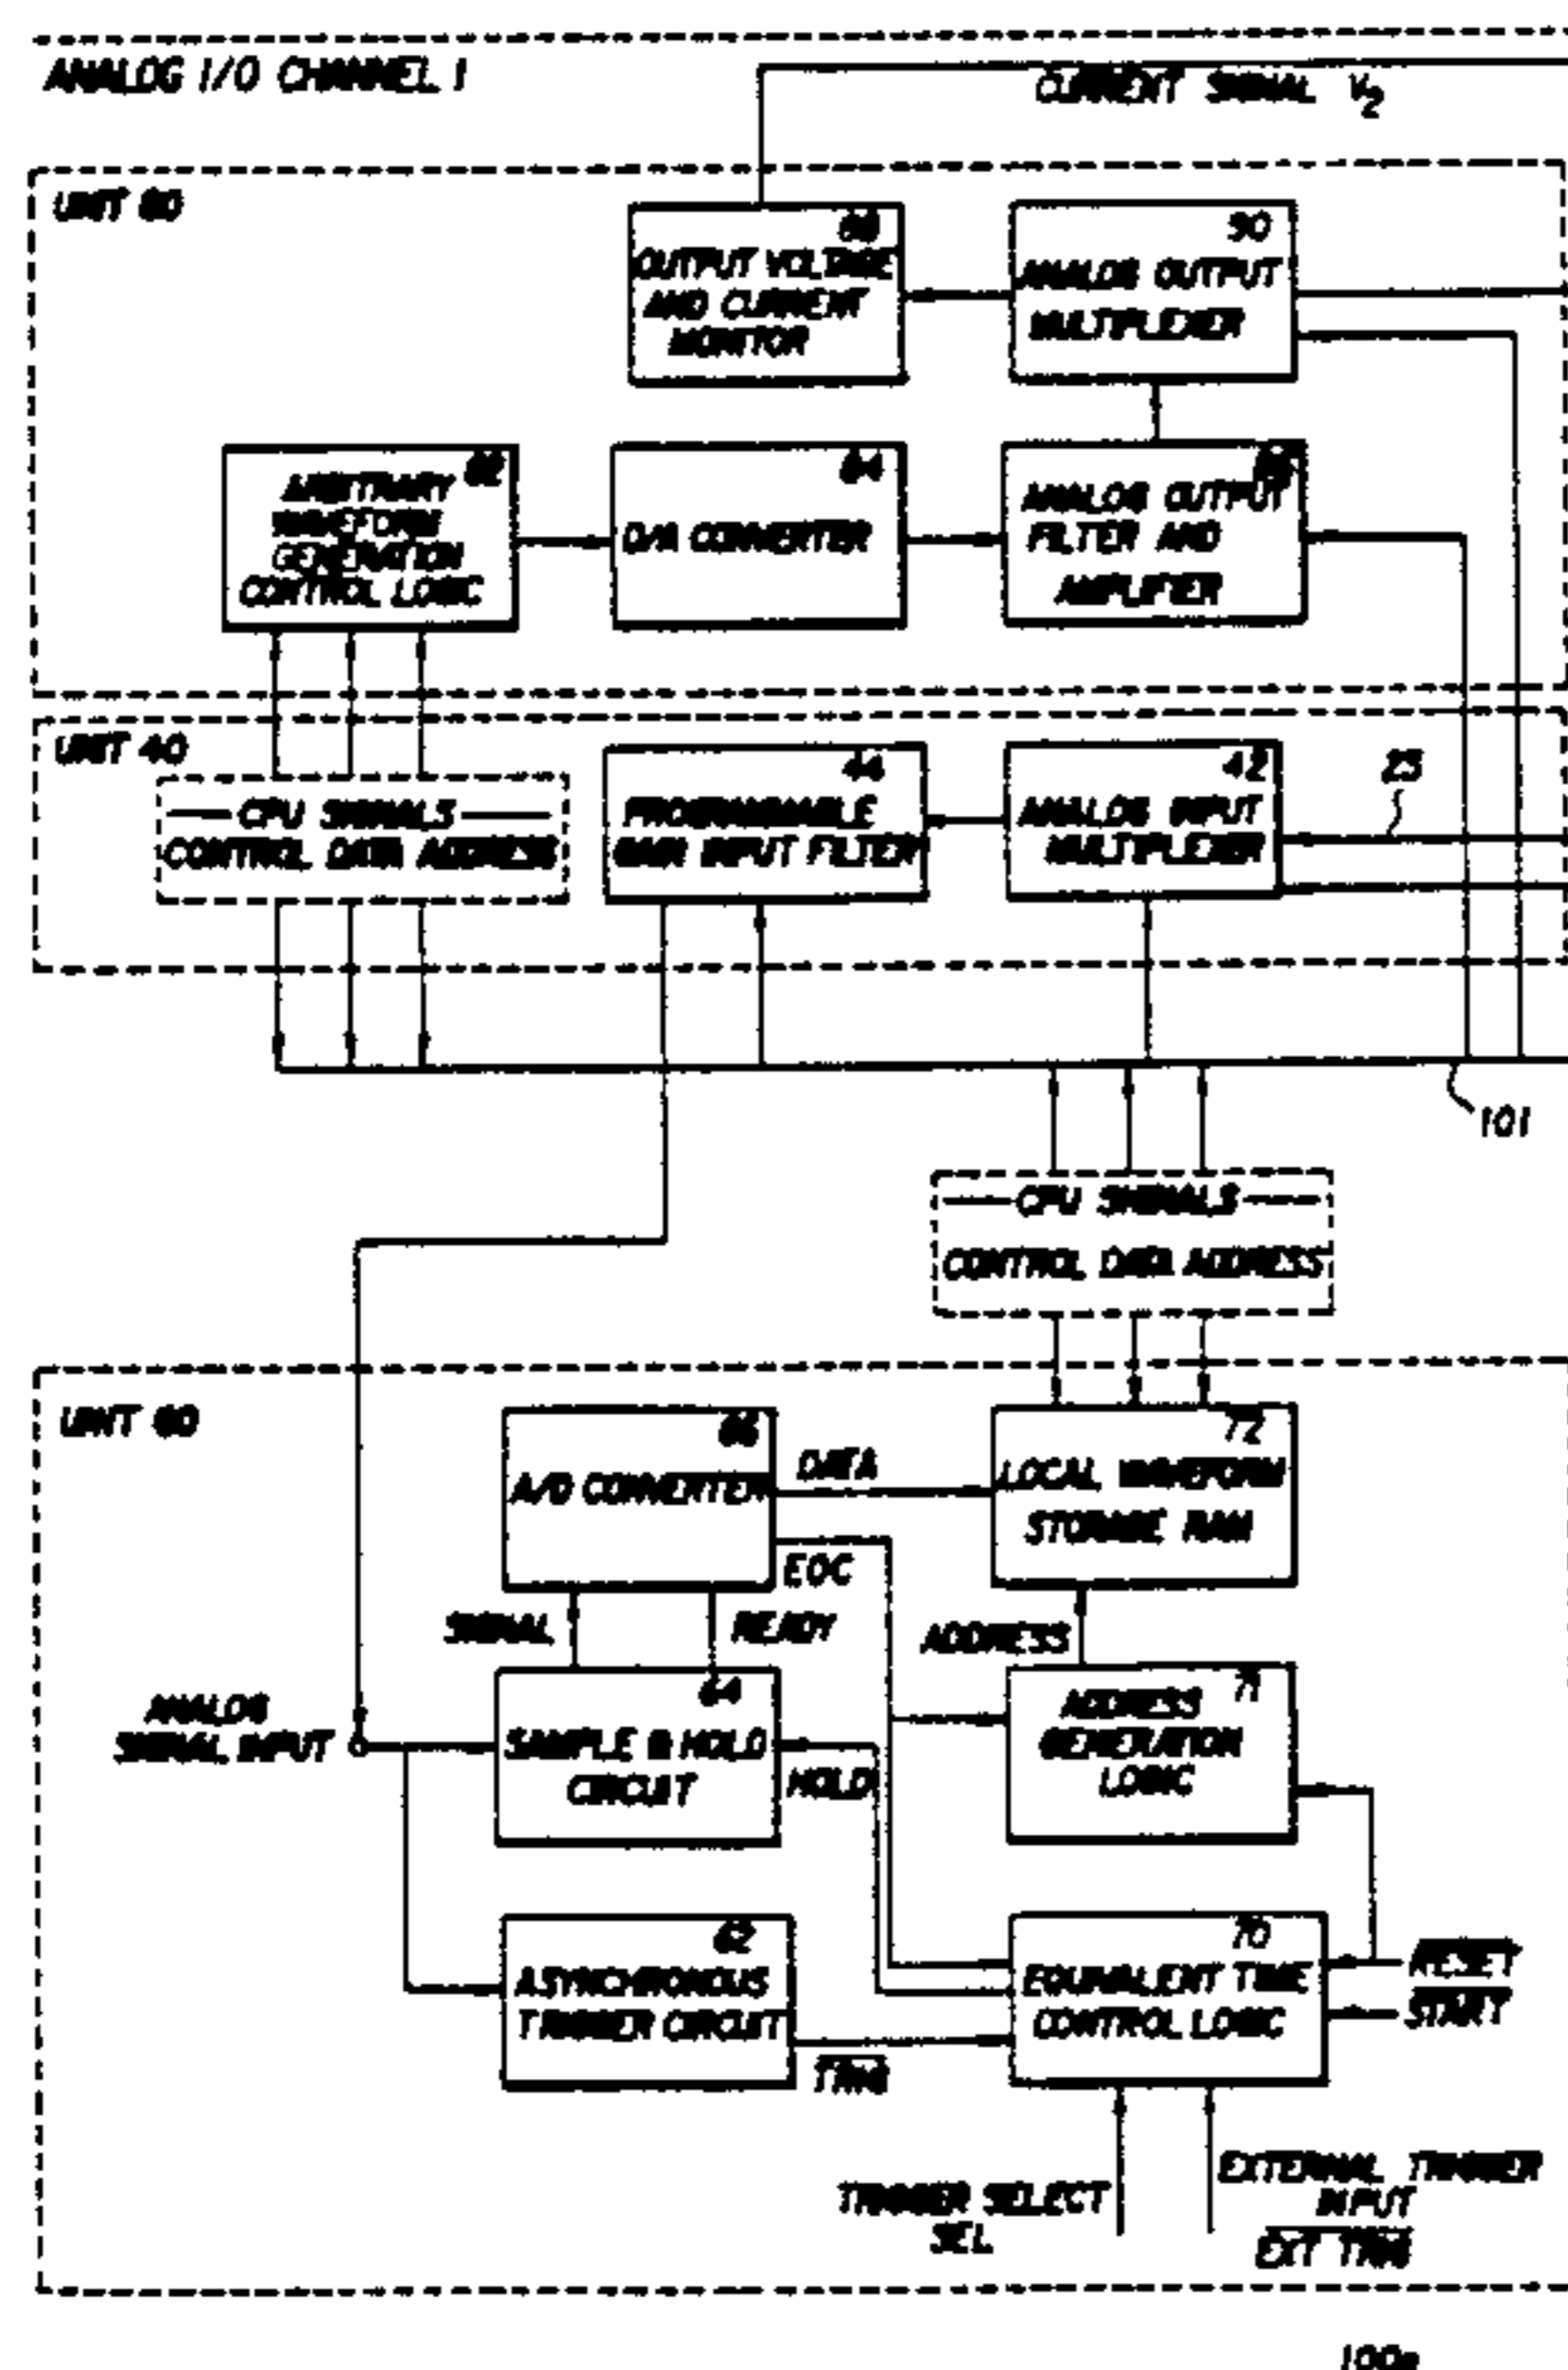 ANALOG I/O CHANNEL 1
CURRENT SIGNAL V2
UNIT 80
88
OUTPUT VOLTAGE
AND CURRENT
MONITOR
90
ANALOG OUTPUT
MULTIPLEXER
82
ARBITRARY
WAVEFORM
GENERATION
CONTROL LOGIC
84
D/A CONVERTER
ANALOG OUTPUT
FILTER AND
AMPLIFIER
UNIT 40
CPU SIGNALS
CONTROL DATA ADDRESS
44
PROGRAMMABLE
GAIN INPUT FILTER
42
ANALOG INPUT
MULTIPLEXER
23
101
CPU SIGNALS
CONTROL DATA ADDRESS
UNIT 60
66
A/D CONVERTER
DATA
EOC
72
LOCAL WAVEFORM
STORAGE RAM
SIGNAL
READY
ADDRESS
ANALOG
SIGNAL INPUT
64
SAMPLE & HOLD
CIRCUIT
HOLD
71
ADDRESS
GENERATION
LOGIC
62
ASYNCHRONOUS
TRIGGER CIRCUIT
TRIG
70
EQUIVALENT TIME
CONTROL LOGIC
RESET
START
TRIGGER SELECT
SEL
EXTERNAL TRIGGER
INPUT
EXT TRIG